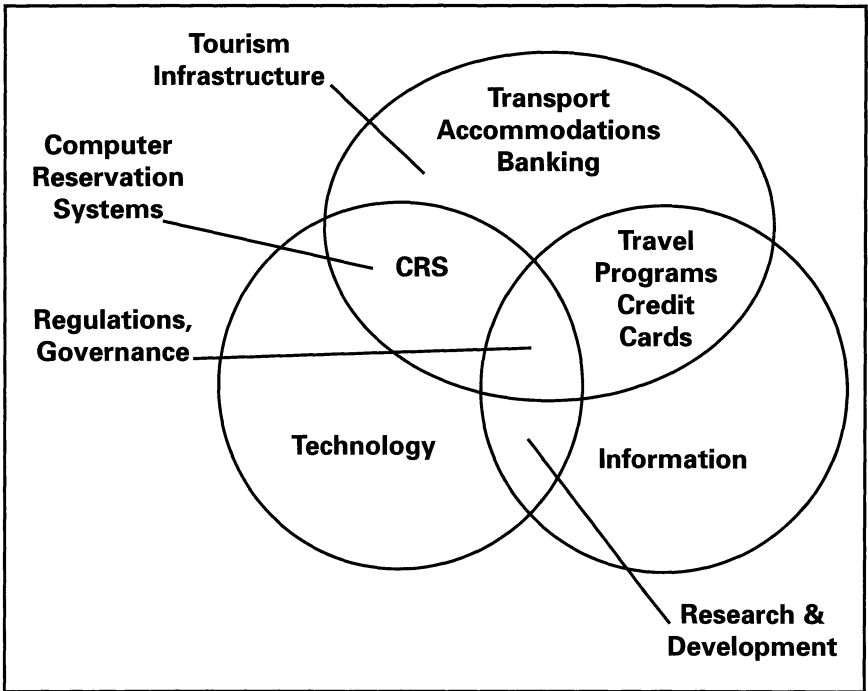 Tourism
Infrastructure
Transport
Accommodations
Banking
Computer
Reservation
Systems
CRS
Travel
Programs
Credit
Cards
Regulations,
Governance
Technology
Information
Research &
Development